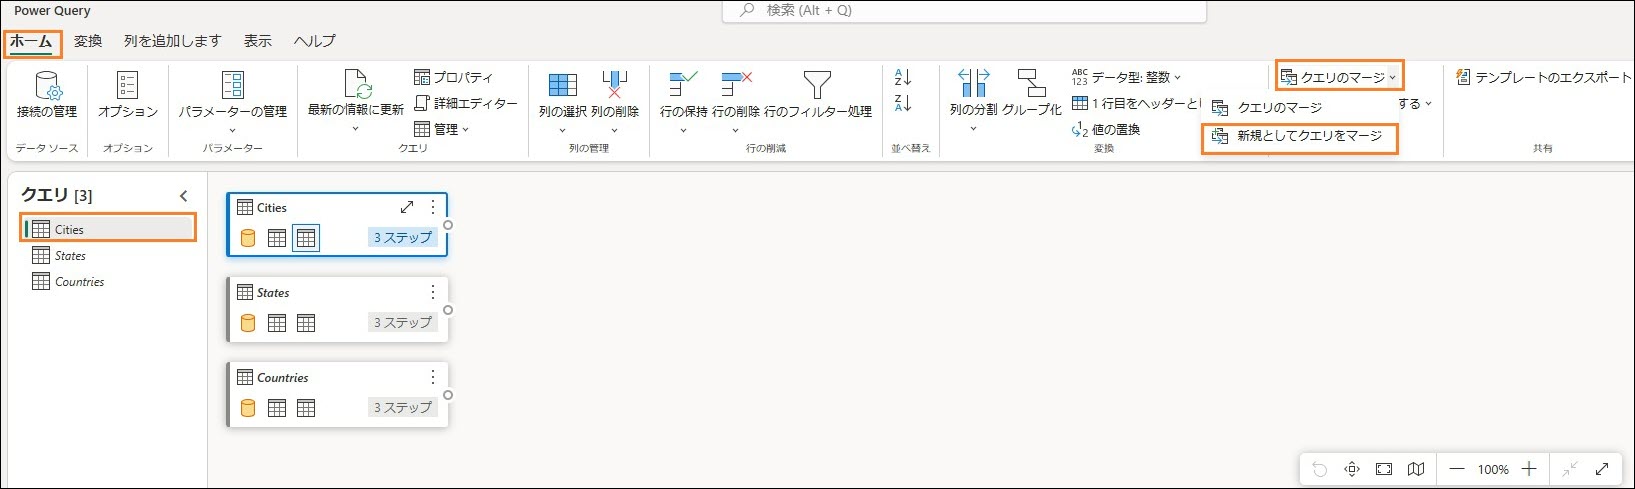 Power Query
検索 (Alt + Q)
ホーム 変換 列を追加します 表示 ヘルプ
接続の管理
データ ソース
オプション
オプション
パラメーターの管理
パラメーター
最新の情報に更新
プロパティ
詳細エディター
管理
クエリ
列の選択 列の削除
列の管理
行の保持 行の削除 行のフィルター処理
行の削減
並べ替え
列の分割 グループ化
ABC
123 データ型: 整数
1 行目をヘッダーとし
1
2 値の置換
変換
クエリのマージ
クエリのマージ
する
新規としてクエリをマージ
テンプレートのエクスポート
共有
A
Z
Z
A
クエリ [3]
Cities
States
Countries
Cities
3 ステップ
States
3 ステップ
Countries
3 ステップ
100%